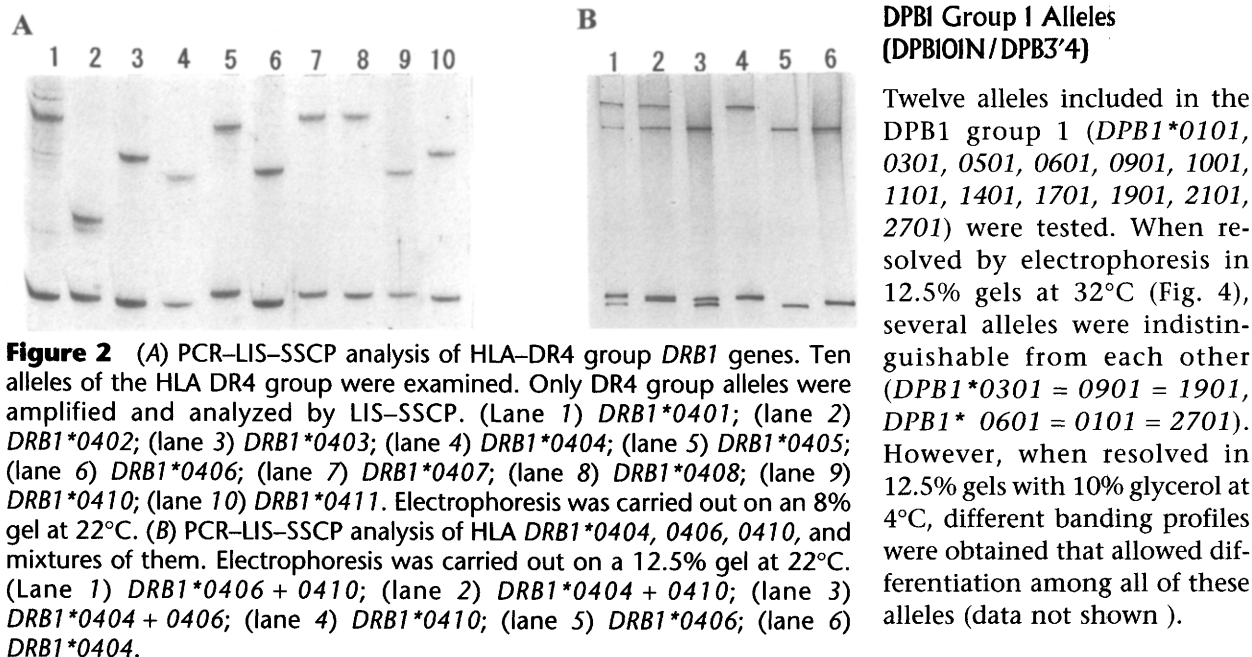 A
1 2 3 4 5 6 7 8 9 10
B
1 2 3 4 5 6
Figure 2 (A) PCR–LIS–SSCP analysis of HLA–DR4 group DRB1 genes. Ten
alleles of the HLA DR4 group were examined. Only DR4 group alleles were
amplified and analyzed by LIS–SSCP. (Lane 1) DRB1*0401; (lane 2)
DRB1*0402; (lane 3) DRB1*0403; (lane 4) DRB1*0404; (lane 5) DRB1*0405;
(lane 6) DRB1*0406; (lane 7) DRB1*0407; (lane 8) DRB1*0408; (lane 9)
DRB1*0410; (lane 10) DRB1*0411. Electrophoresis was carried out on an 8%
gel at 22°C. (B) PCR–LIS–SSCP analysis of HLA DRB1*0404, 0406, 0410, and
mixtures of them. Electrophoresis was carried out on a 12.5% gel at 22°C.
(Lane 1) DRB1*0406 + 0410; (lane 2) DRB1*0404 + 0410; (lane 3)
DRB1*0404 + 0406; (lane 4) DRB1*0410; (lane 5) DRB1*0406; (lane 6)
DRB1*0404.
DPB1 Group 1 Alleles
(DPB101N/DPB3'4)
Twelve alleles included in the
DPB1 group 1 (DPB1*0101,
0301, 0501, 0601, 0901, 1001,
1101, 1401, 1701, 1901, 2101,
2701) were tested. When re-
solved by electrophoresis in
12.5% gels at 32°C (Fig. 4),
several alleles were indistin-
guishable from each other
(DPB1*0301 = 0901 = 1901,
DPB1* 0601 = 0101 = 2701).
However, when resolved in
12.5% gels with 10% glycerol at
4°C, different banding profiles
were obtained that allowed dif-
ferentiation among all of these
alleles (data not shown ).